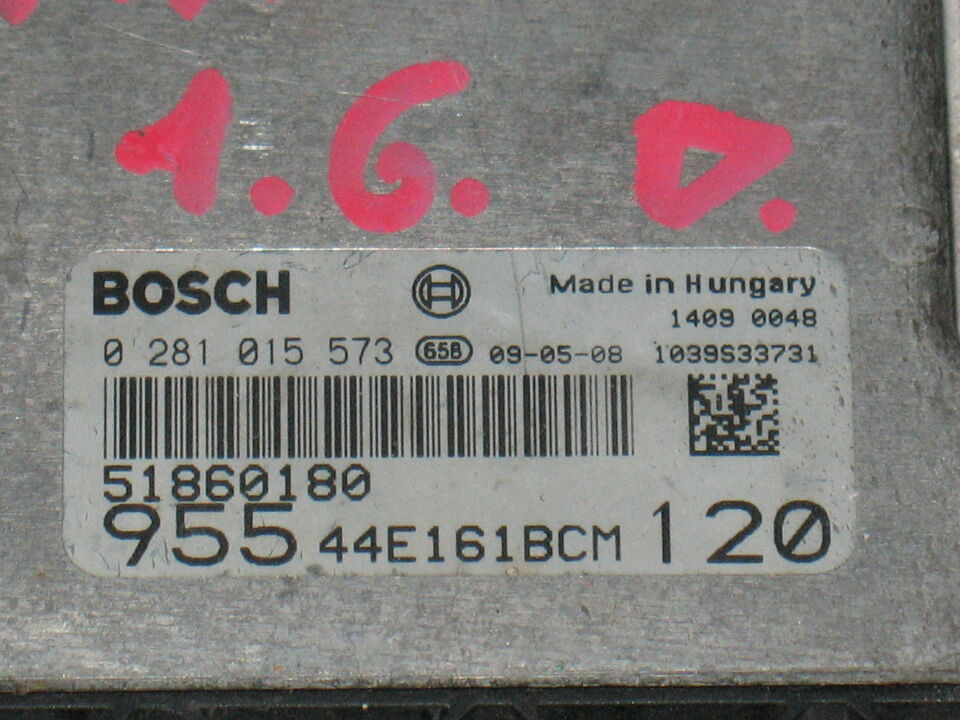 1.6. D.
BOSCH Made in Hungary
1409 0048
0 281 015 573 658 09-05-08 1039S33731
51860180
955 44E161BCM 120